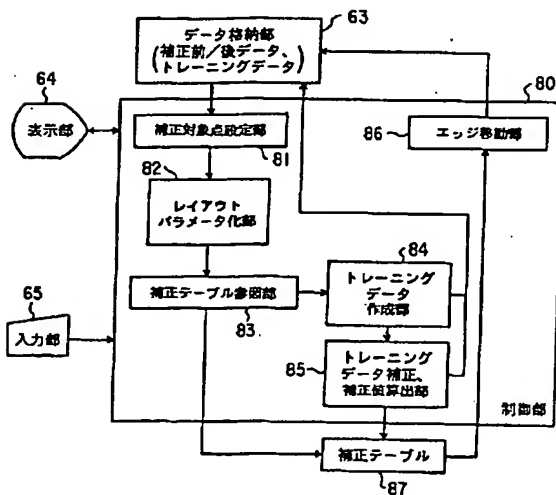 63
データ格納部
(補正前/後データ、
トレーニングデータ)
64
表示部
80
86
エッジ移動部
補正対象点設定部
81
82
レイアウト
パラメータ化部
84
トレーニング
データ
作成部
補正テーブル参照部
83
65
入力部
85
トレーニング
データ補正、
補正値算出部
制御部
補正テーブル
87